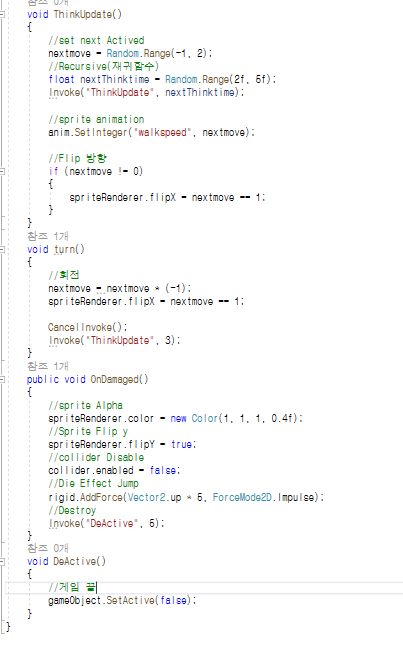 참조 0개
void ThinkUpdate()
{
//set next Actived
nextmove = Random.Range(-1, 2);
//Recursive(재귀함수)
float nextThinktime = Random.Range(2f, 5f);
Invoke("ThinkUpdate", nextThinktime);
//sprite animation
anim.SetInteger("walkspeed", nextmove);
//Flip 방향
if (nextmove != 0)
{
spriteRenderer.flipX = nextmove == 1;
}
}
참조 1개
void turn()
{
//회전
nextmove = nextmove * (-1);
spriteRenderer.flipX = nextmove == 1;
CancelInvoke();
Invoke("ThinkUpdate", 3);
}
참조 1개
public void OnDamaged()
{
//sprite Alpha
spriteRenderer.color = new Color(1, 1, 1, 0.4f);
//Sprite Flip y
spriteRenderer.flipY = true;
//collider Disable
collider.enabled = false;
//Die Effect Jump
rigid.AddForce(Vector2.up * 5, ForceMode2D.Impulse);
//Destroy
Invoke("DeActive", 5);
}
참조 0개
void DeActive()
{
//게임 끝
gameObject.SetActive(false);
}
}